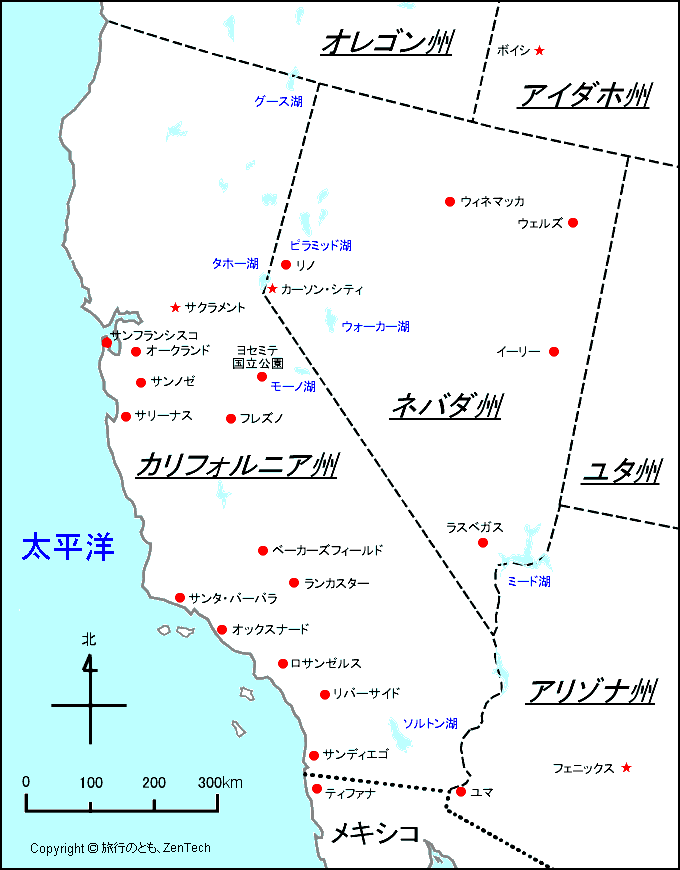 オレゴン州
ボイシ
アイダホ州
グース湖
ウィネマッカ
ウェルズ
ピラミッド湖
タホー湖
リノ
カーソン・シティ
サクラメント
ウォーカー湖
サンフランシスコ
オークランド
ヨセミテ
国立公園
イーリー
サンノゼ
モーノ湖
ネバダ州
サリーナス
フレズノ
カリフォルニア州
ユタ州
ラスベガス
太平洋
ベーカーズフィールド
ミード湖
ランカスター
サンタ・バーバラ
オックスナード
北
ロサンゼルス
リバーサイド
アリゾナ州
ソルトン湖
サンディエゴ
フェニックス
0 100 200 300km
ティファナ
ユマ
メキシコ
Copyright © 旅行のとも、ZenTech